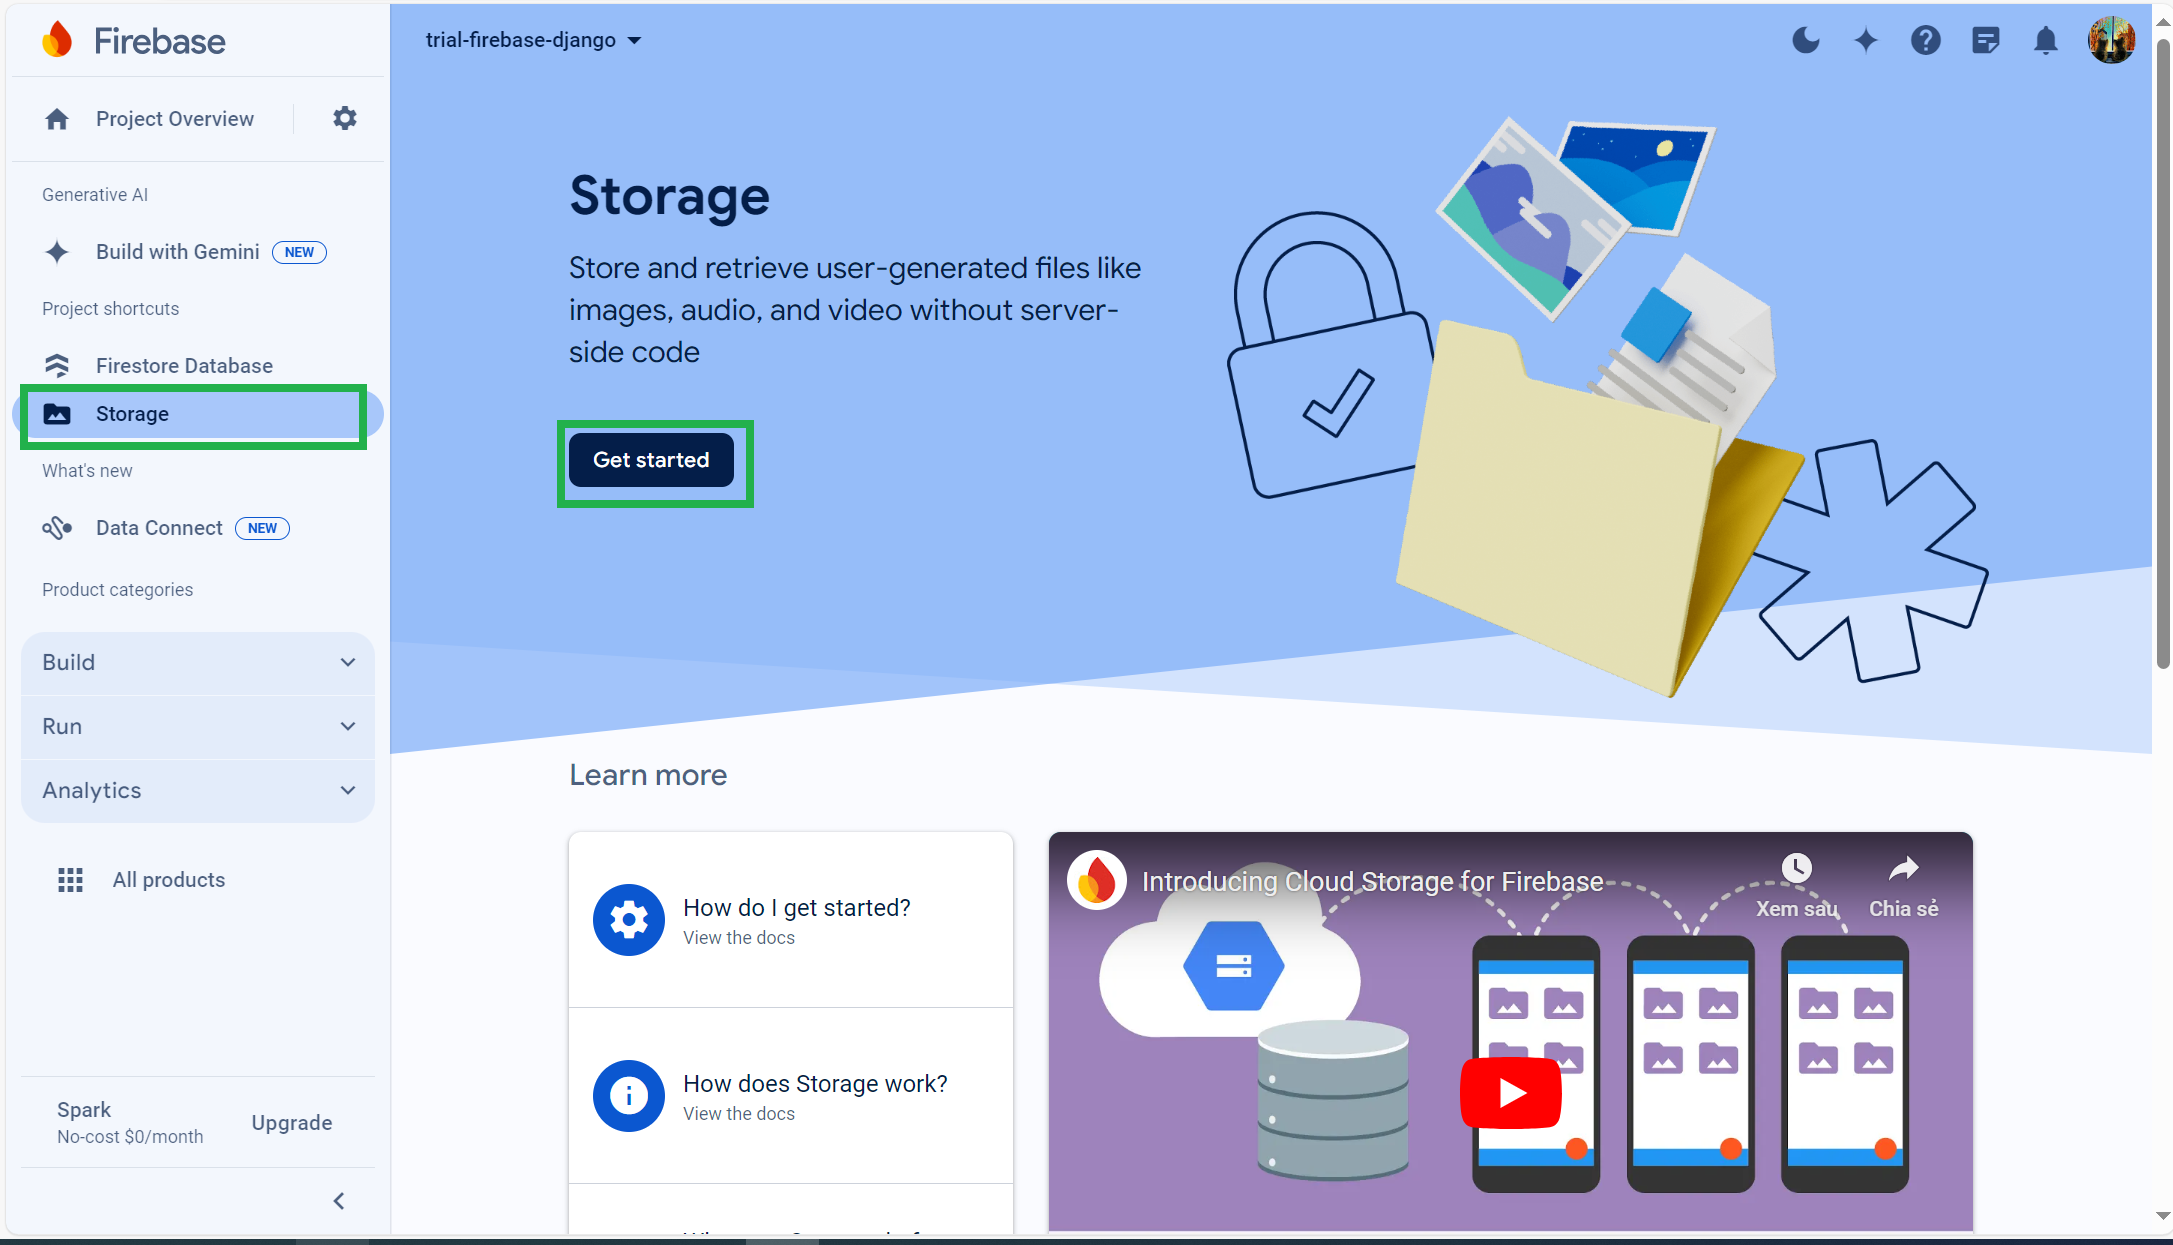 Firebase
trial-firebase-django
Project Overview
Generative AI
Build with Gemini NEW
Project shortcuts
Firestore Database
Storage
What's new
Data Connect NEW
Product categories
Build
Run
Analytics
All products
Spark
No-cost $0/month
Upgrade
Storage
Store and retrieve user-generated files like
images, audio, and video without server-
side code
Get started
Learn more
How do I get started?
View the docs
How does Storage work?
View the docs
Introducing Cloud Storage for Firebase
Xem sau
Chia sẻ